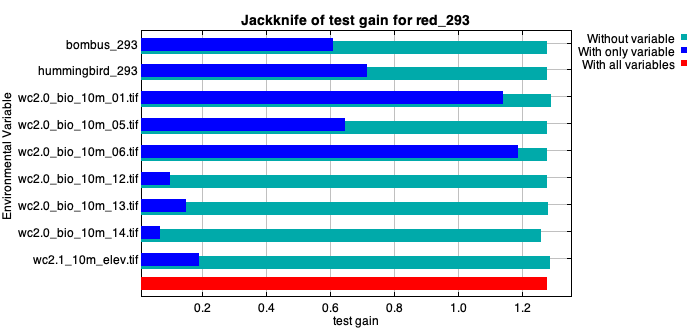 Jackknife of test gain for red_293
Without variable
With only variable
With all variables
Environmental Variable
bombus_293
hummingbird_293
wc2.0_bio_10m_01.tif
wc2.0_bio_10m_05.tif
wc2.0_bio_10m_06.tif
wc2.0_bio_10m_12.tif
wc2.0_bio_10m_13.tif
wc2.0_bio_10m_14.tif
wc2.1_10m_elev.tif
0.2 0.4 0.6 0.8 1.0 1.2
test gain